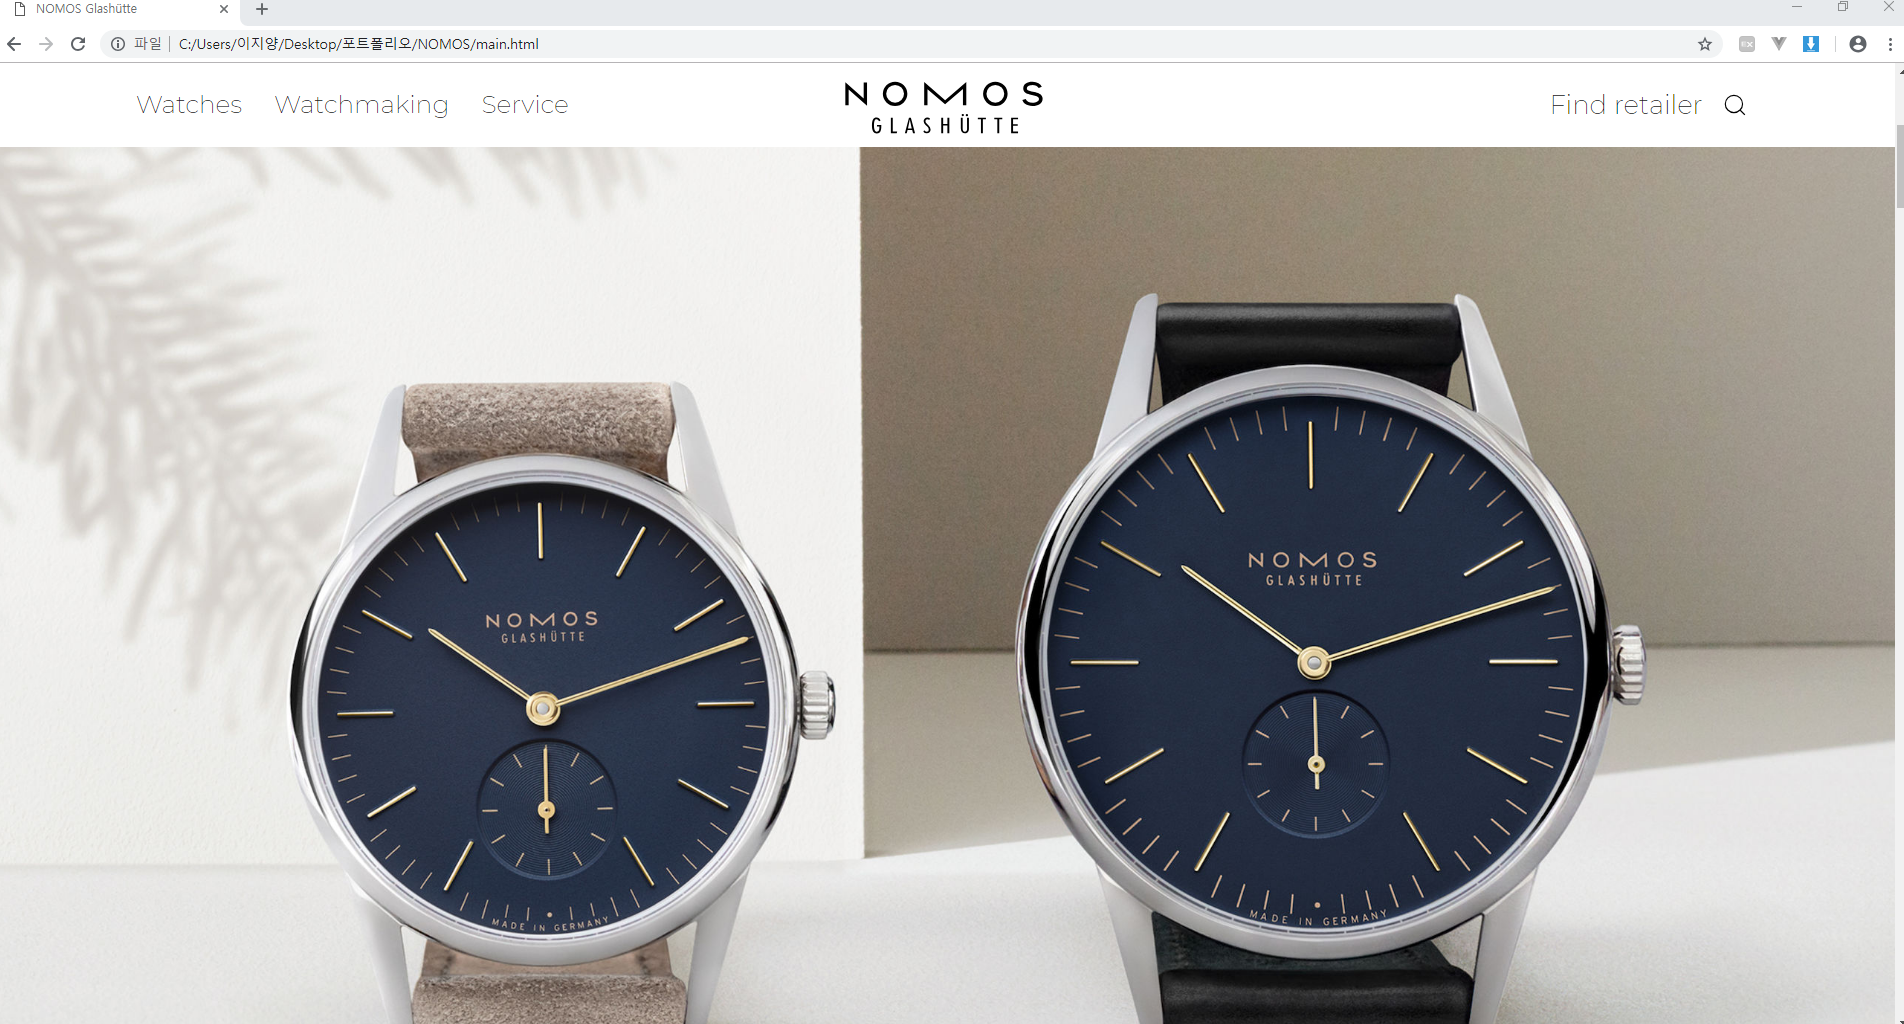 NOMOS Glashütte
파일 | C:/Users/이지양/Desktop/포트폴리오/NOMOS/main.html
Watches Watchmaking Service
NOMOS
GLASHÜTTE
Find retailer
NOMOS
GLASHÜTTE
MADE IN GERMANY
NOMOS
GLASHÜTTE
MADE IN GERMANY